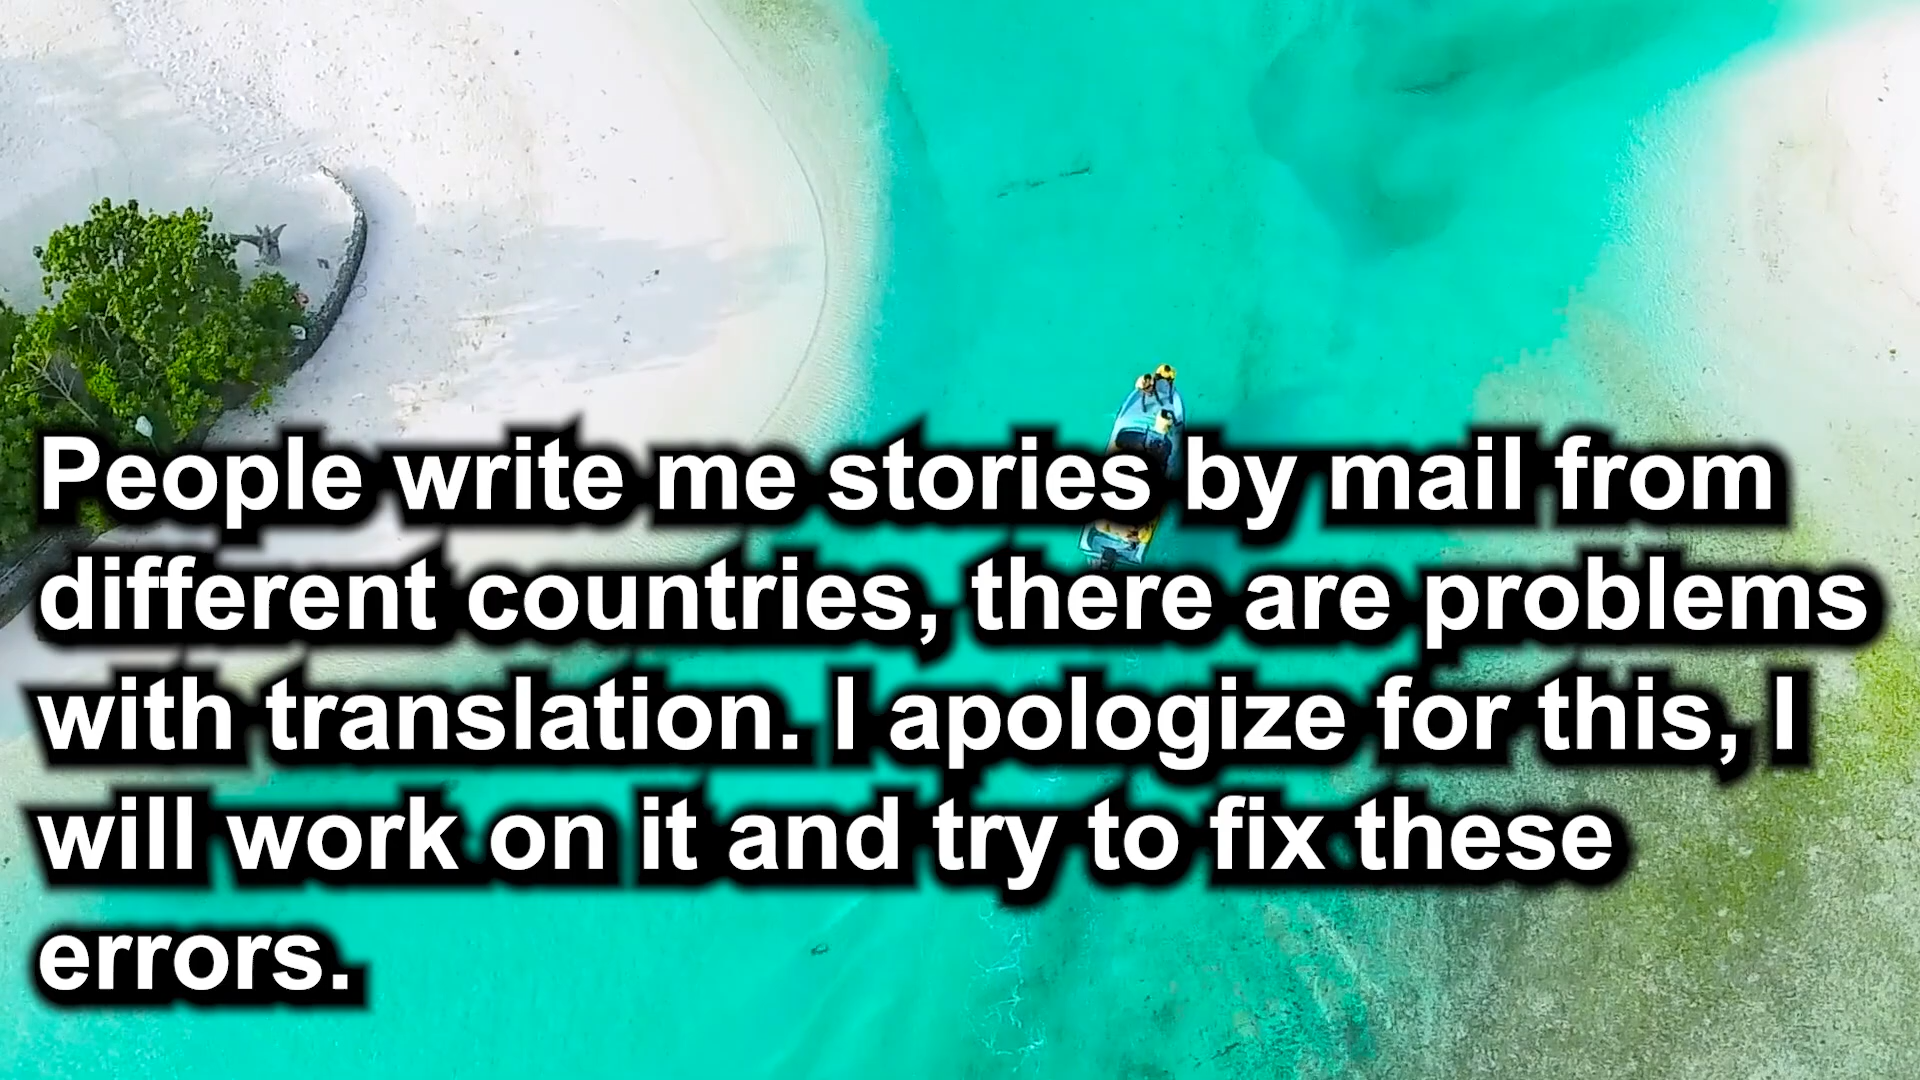 People write me stories by mail from
different countries, there are problems
with translation. I apologize for this, I
will work on it and try to fix these
errors.